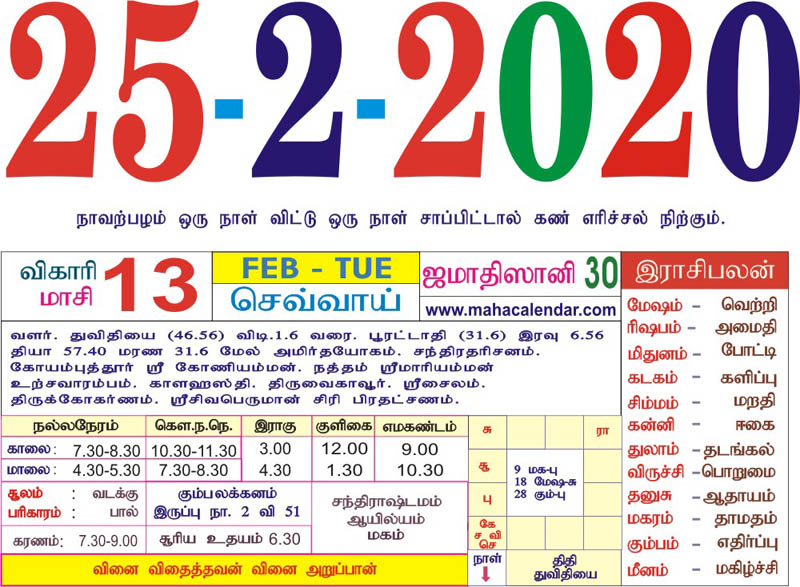 25-2-2020
நாவற்பழம் ஒரு நாள் விட்டு ஒரு நாள் சாப்பிட்டால் கண் எரிச்சல் நிற்கும்.
விகாரி
மாசி 13
FEB - TUE
செவ்வாய்
ஜமாதிஸானி 30
www.mahacalendar.com
வளர். துவிதியை (46.56) விடி.1.6 வரை. பூரட்டாதி (31.6) இரவு 6.56
தியா 57.40 மரண 31.6 மேல் அமிர்தயோகம். சந்திரதரிசனம்.
கோயம்புத்தூர் ஸ்ரீ கோணியம்மன். நத்தம் ஸ்ரீமாரியம்மன்
உற்சவாரம்பம். காளஹஸ்தி. திருவைகாவூர். ஸ்ரீசைலம்.
திருக்கோகர்ணம். ஸ்ரீசிவபெருமான் சிரி பிரதட்சணம்.
நல்லநேரம் கௌ.ந.நெ. இராகு குளிகை எமகண்டம்
காலை: 7.30-8.30 10.30-11.30 3.00 12.00 9.00
மாலை: 4.30-5.30 7.30-8.30 4.30 1.30 10.30
சூலம் : வடக்கு
பரிகாரம் : பால்
கும்பலக்கனம்
இருப்பு நா. 2 வி 51
சந்திராஷ்டமம்
ஆயில்யம்
மகம்
கரணம்: 7.30-9.00
சூரிய உதயம் 6.30
வினை விதைத்தவன் வினை அறுப்பான்
சு
ரா
சூ
பு
கே
ச வி
செ
9 மக-பு
18 மேஷ-சு
28 கும்-பு
நாள்
திதி
துவிதியை
இராசிபலன்
மேஷம் – வெற்றி
ரிஷபம் – அமைதி
மிதுனம் – போட்டி
கடகம் – களிப்பு
சிம்மம் – மறதி
கன்னி – ஈகை
துலாம் – தடங்கல்
விருச்சி – பொறுமை
தனுசு – ஆதாயம்
மகரம் – தாமதம்
கும்பம் – எதிர்ப்பு
மீனம் – மகிழ்ச்சி